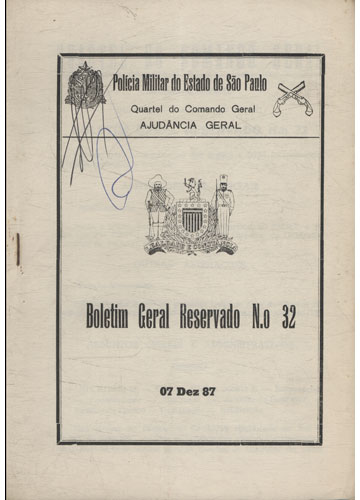 Polícia Militar do Estado de São Paulo
Quartel do Comando Geral
AJUDÂNCIA GERAL
Boletim Geral Reservado N.o 32
07 Dez 87